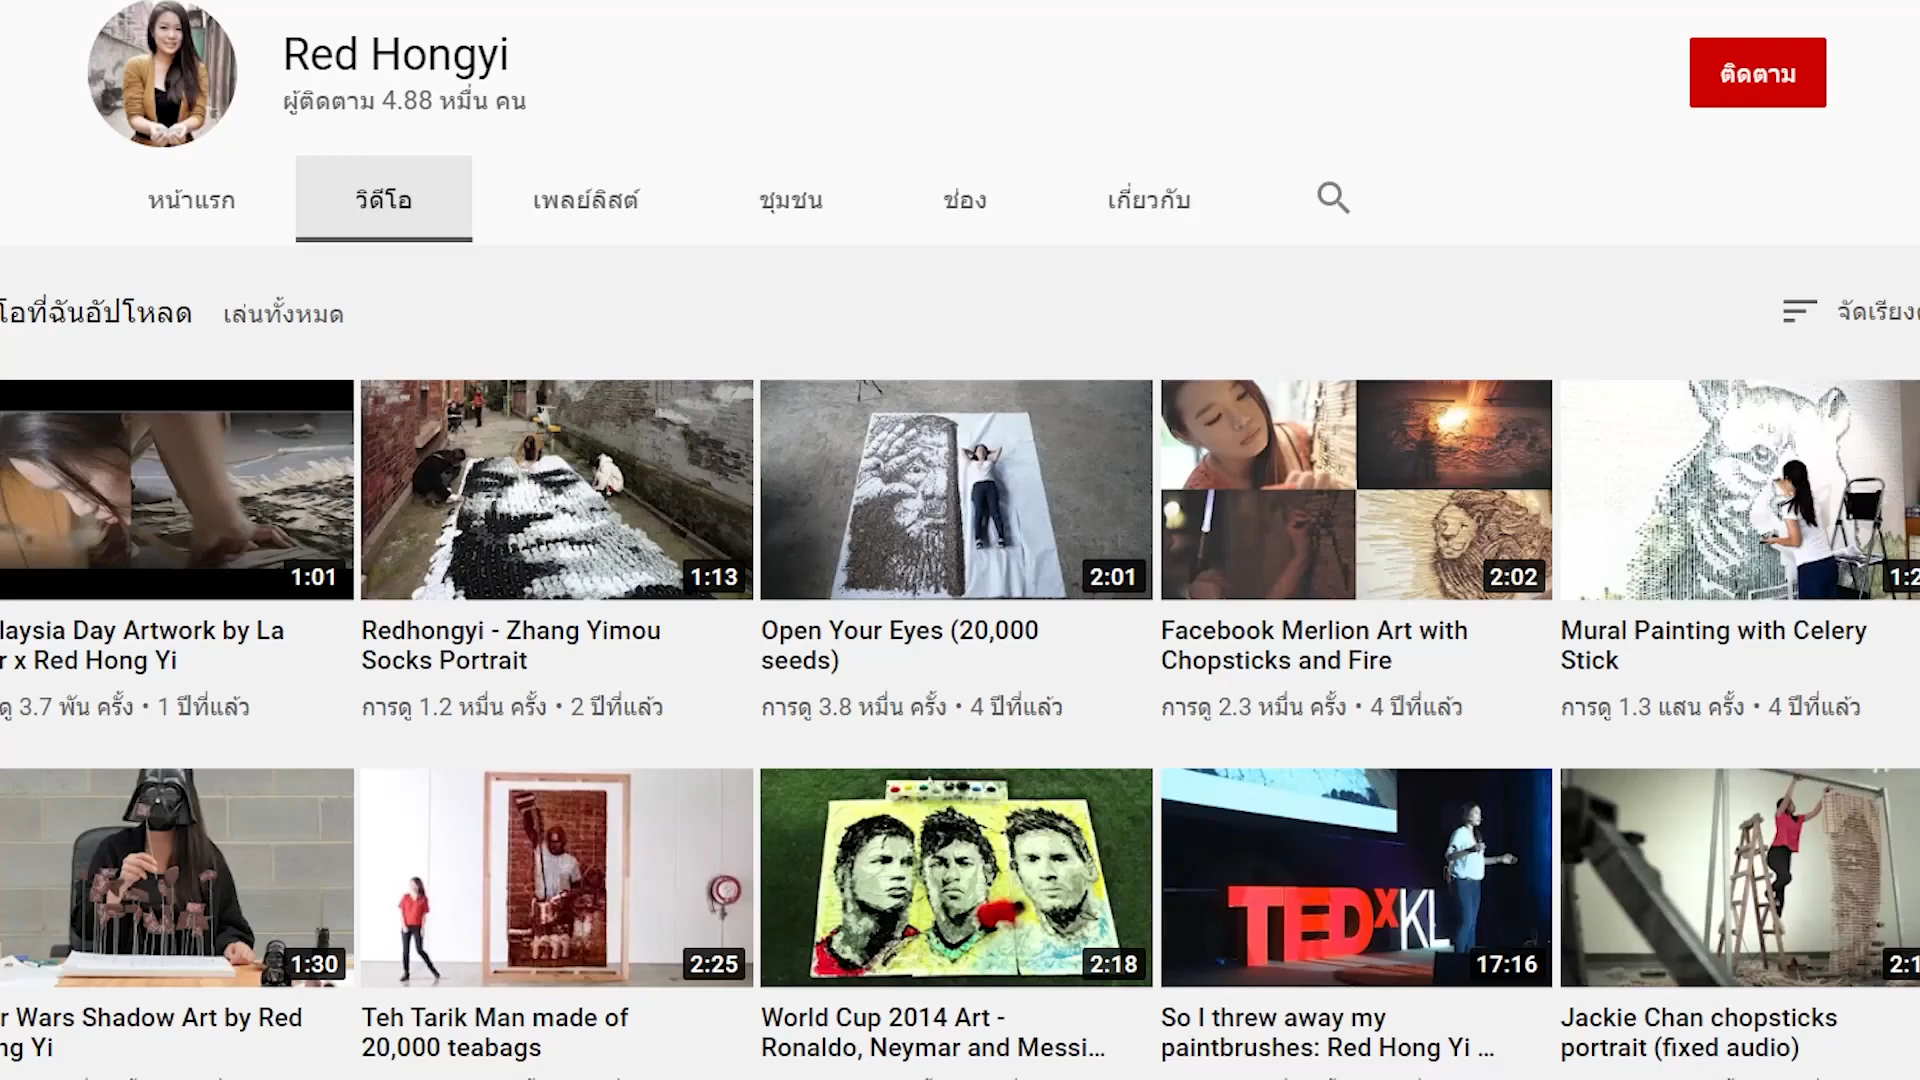 Red Hongyi
ผู้ติดตาม 4.88 หมื่น คน
ติดตาม
หน้าแรก
วิดีโอ
เพลย์ลิสต์
ชุมชน
ช่อง
เกี่ยวกับ
โอที่ฉันอัปโหลด
เล่นทั้งหมด
จัดเรียง
1:01
1:13
2:01
2:02
1:2
laysia Day Artwork by La
r x Red Hong Yi
Redhongyi - Zhang Yimou
Socks Portrait
Open Your Eyes (20,000
seeds)
Facebook Merlion Art with
Chopsticks and Fire
Mural Painting with Celery
Stick
ดู 3.7 พัน ครั้ง • 1 ปีที่แล้ว
การดู 1.2 หมื่น ครั้ง • 2 ปีที่แล้ว
การดู 3.8 หมื่น ครั้ง • 4 ปีที่แล้ว
การดู 2.3 หมื่น ครั้ง • 4 ปีที่แล้ว
การดู 1.3 แสน ครั้ง • 4 ปีที่แล้ว
TEDxKL
1:30
2:25
2:18
17:16
2:1
r Wars Shadow Art by Red
ng Yi
Teh Tarik Man made of
20,000 teabags
World Cup 2014 Art -
Ronaldo, Neymar and Messi...
So I threw away my
paintbrushes: Red Hong Yi ...
Jackie Chan chopsticks
portrait (fixed audio)